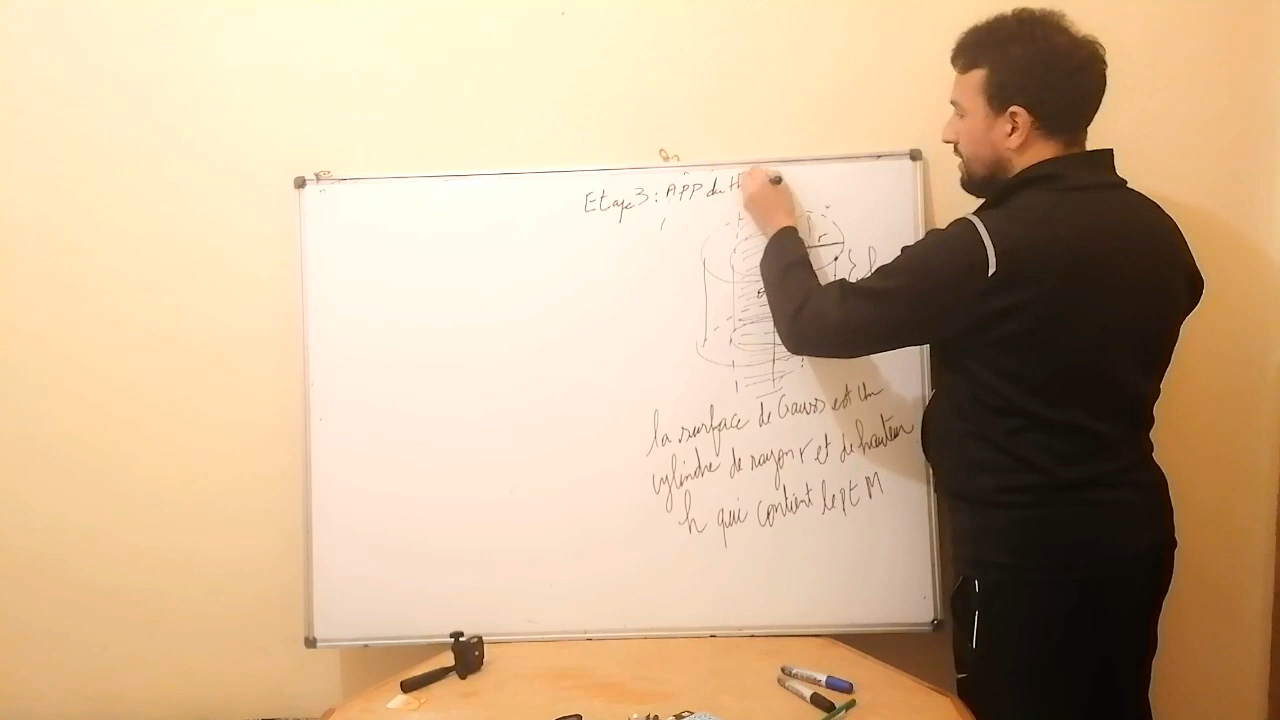 Etape 3 : App du th
r
la surface de Gauss est un
cylindre de rayon r et de hauteur
h qui contient le pt M